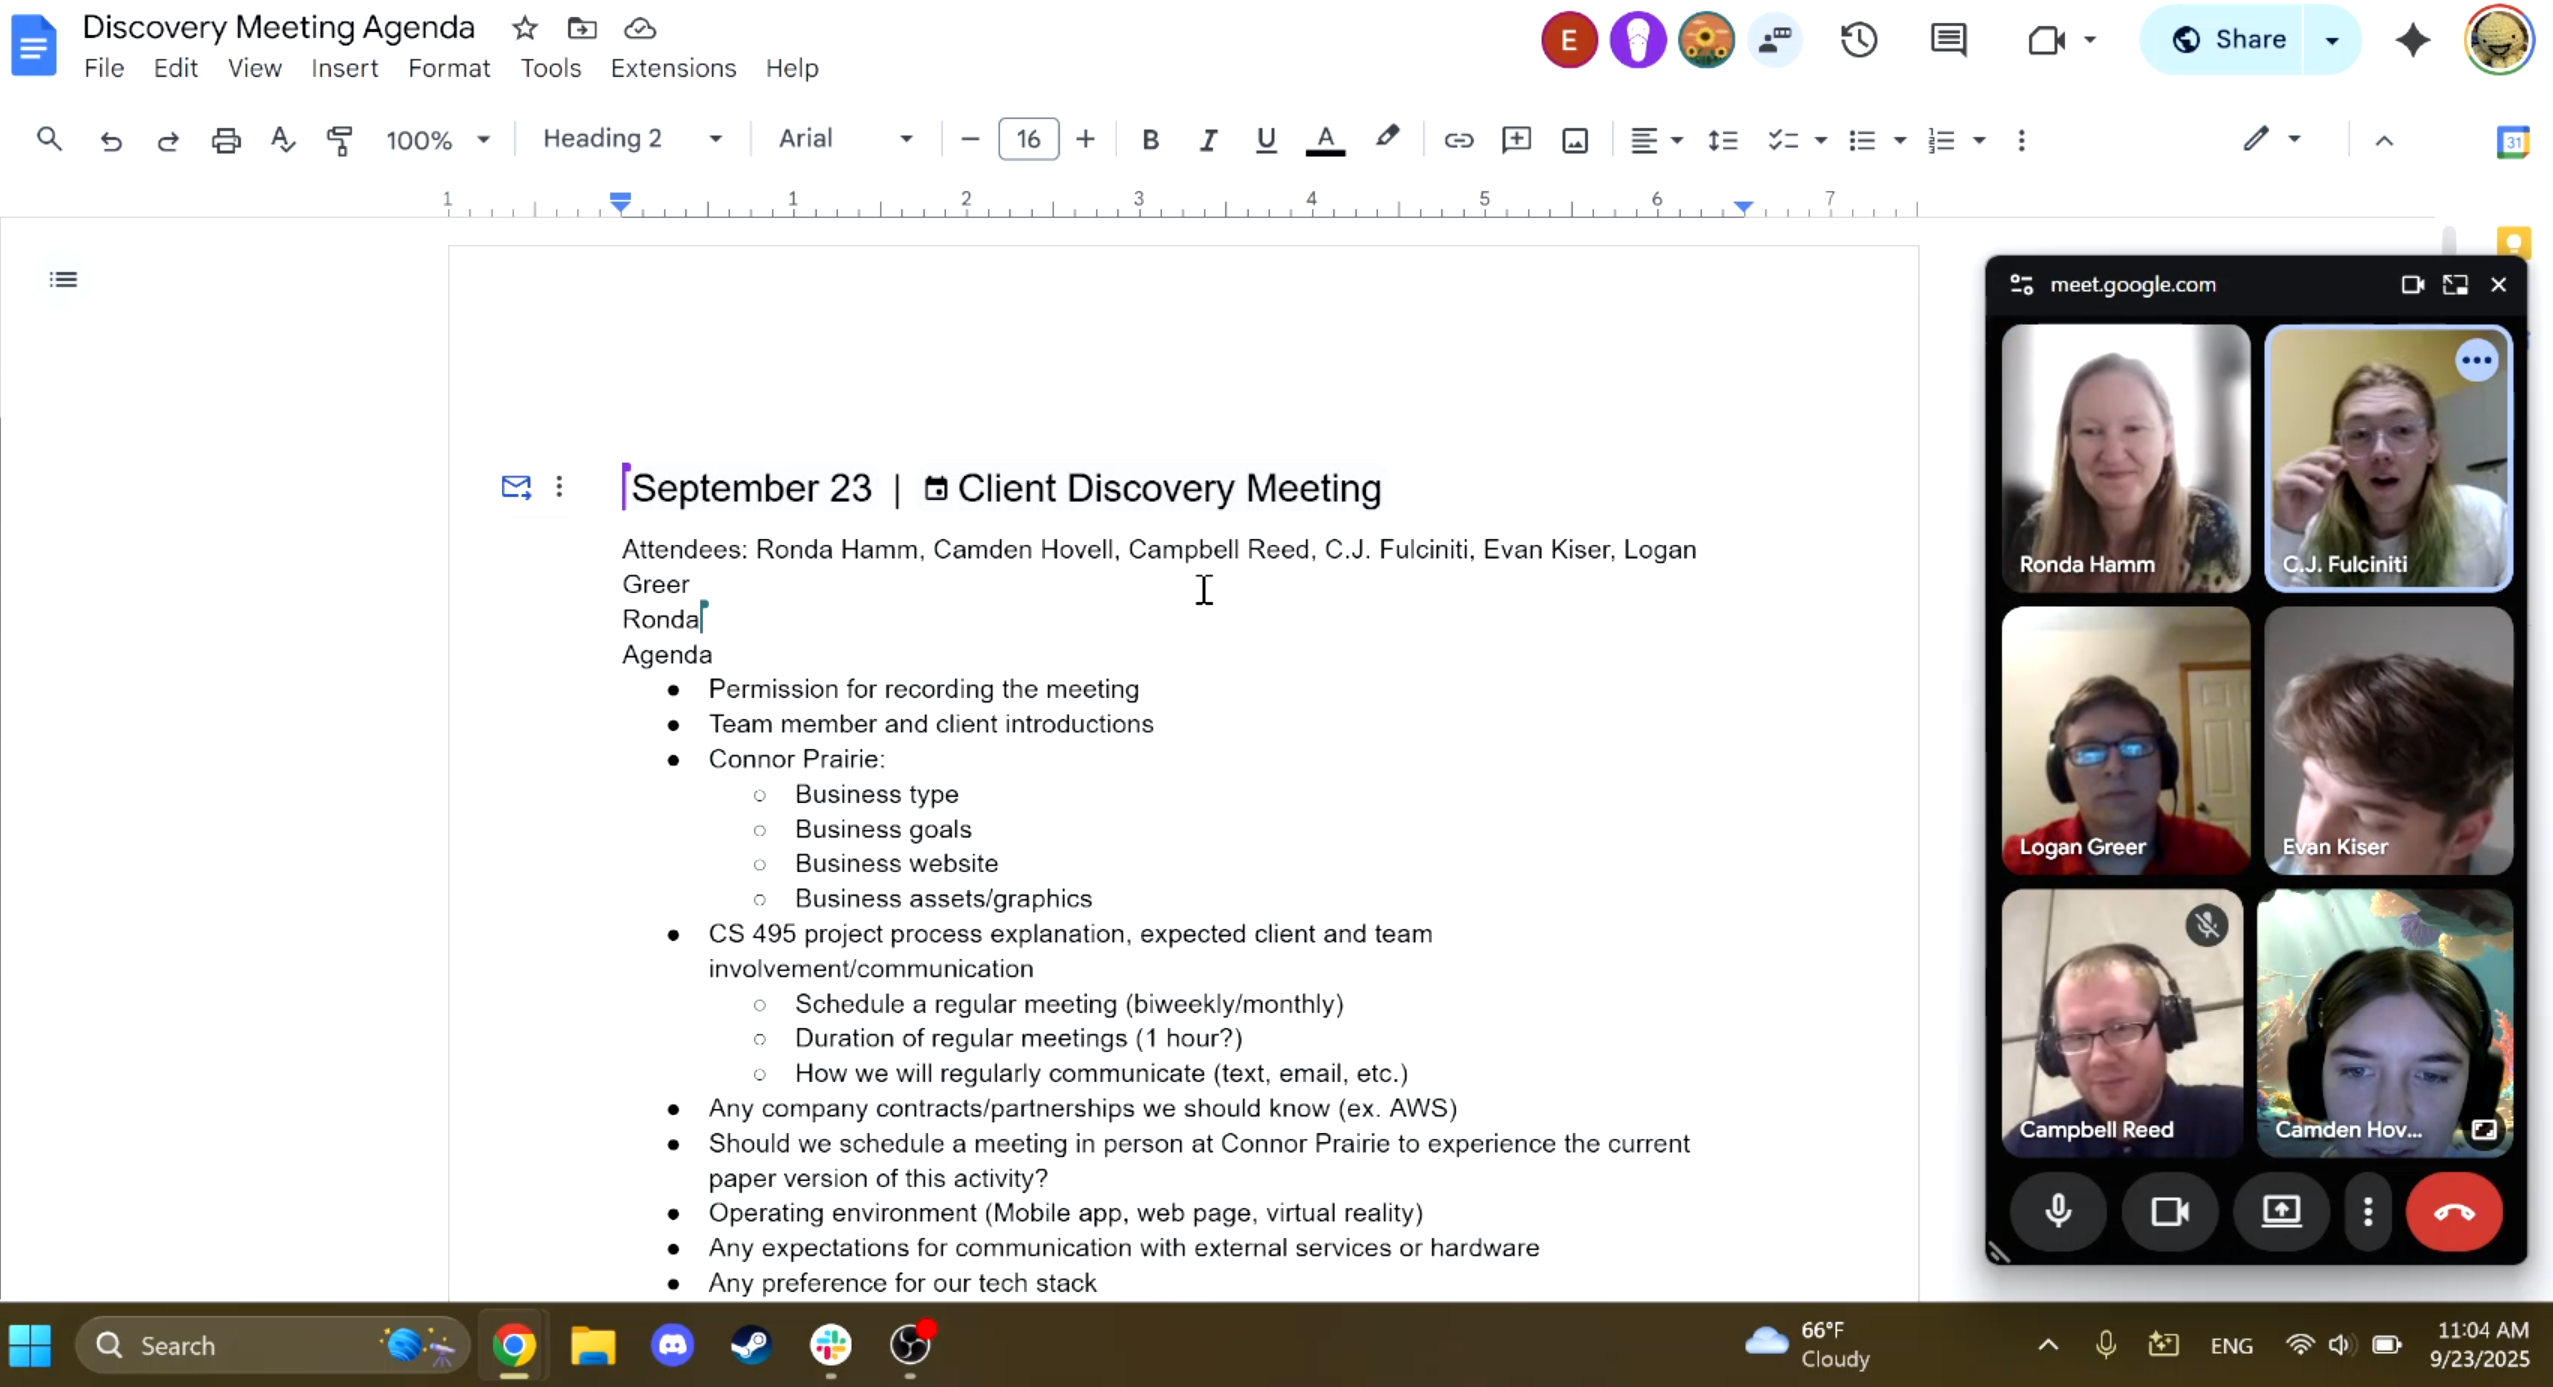 Discovery Meeting Agenda
File Edit View Insert Format Tools Extensions Help
E
Share
100% Heading 2 Arial 16 B I U A
31
1 1 2 3 4 5 6 7
September 23 | Client Discovery Meeting
Attendees: Ronda Hamm, Camden Hovell, Campbell Reed, C.J. Fulciniti, Evan Kiser, Logan
Greer
Ronda
Agenda
● Permission for recording the meeting
● Team member and client introductions
● Connor Prairie:
○ Business type
○ Business goals
○ Business website
○ Business assets/graphics
● CS 495 project process explanation, expected client and team
involvement/communication
○ Schedule a regular meeting (biweekly/monthly)
○ Duration of regular meetings (1 hour?)
○ How we will regularly communicate (text, email, etc.)
● Any company contracts/partnerships we should know (ex. AWS)
● Should we schedule a meeting in person at Connor Prairie to experience the current
paper version of this activity?
● Operating environment (Mobile app, web page, virtual reality)
● Any expectations for communication with external services or hardware
● Any preference for our tech stack
meet.google.com
Ronda Hamm
C.J. Fulciniti
Logan Greer
Evan Kiser
Campbell Reed
Camden Hov...
Search
66°F
Cloudy
ENG
11:04 AM
9/23/2025